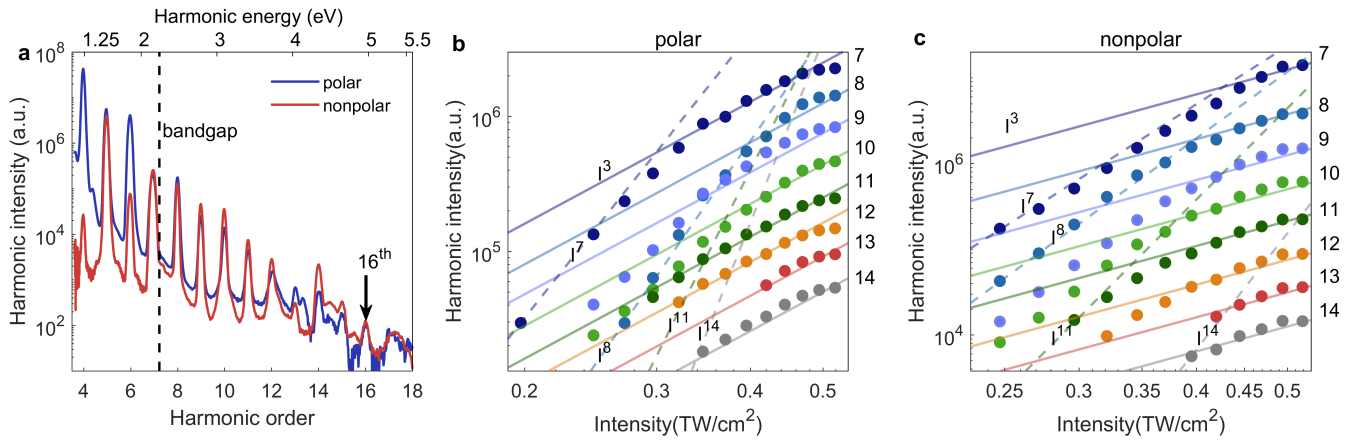 Harmonic energy (eV)
1.25 2 3 4 5 5.5
a
10^8
10^6
10^4
10^2
Harmonic intensity (a.u.)
polar
nonpolar
bandgap
16th
4 6 8 10 12 14 16 18
Harmonic order
b
polar
10^6
10^5
Harmonic intensity(a.u.)
I^3
I^7
I^8
I^11
I^14
7
8
9
10
11
12
13
14
0.2 0.3 0.4 0.5
Intensity(TW/cm^2)
c
nonpolar
10^6
10^4
Harmonic intensity(a.u.)
I^3
I^7
I^8
I^11
I^14
7
8
9
10
11
12
13
14
0.25 0.3 0.35 0.4 0.45 0.5
Intensity(TW/cm^2)